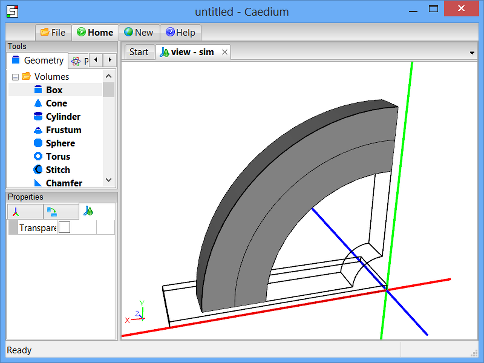 untitled - Caedium
File Home New Help
Tools
Geometry
Volumes
Box
Cone
Cylinder
Frustum
Sphere
Torus
Stitch
Chamfer
Properties
Transpare
Start view - sim
Y
Z
X
Ready